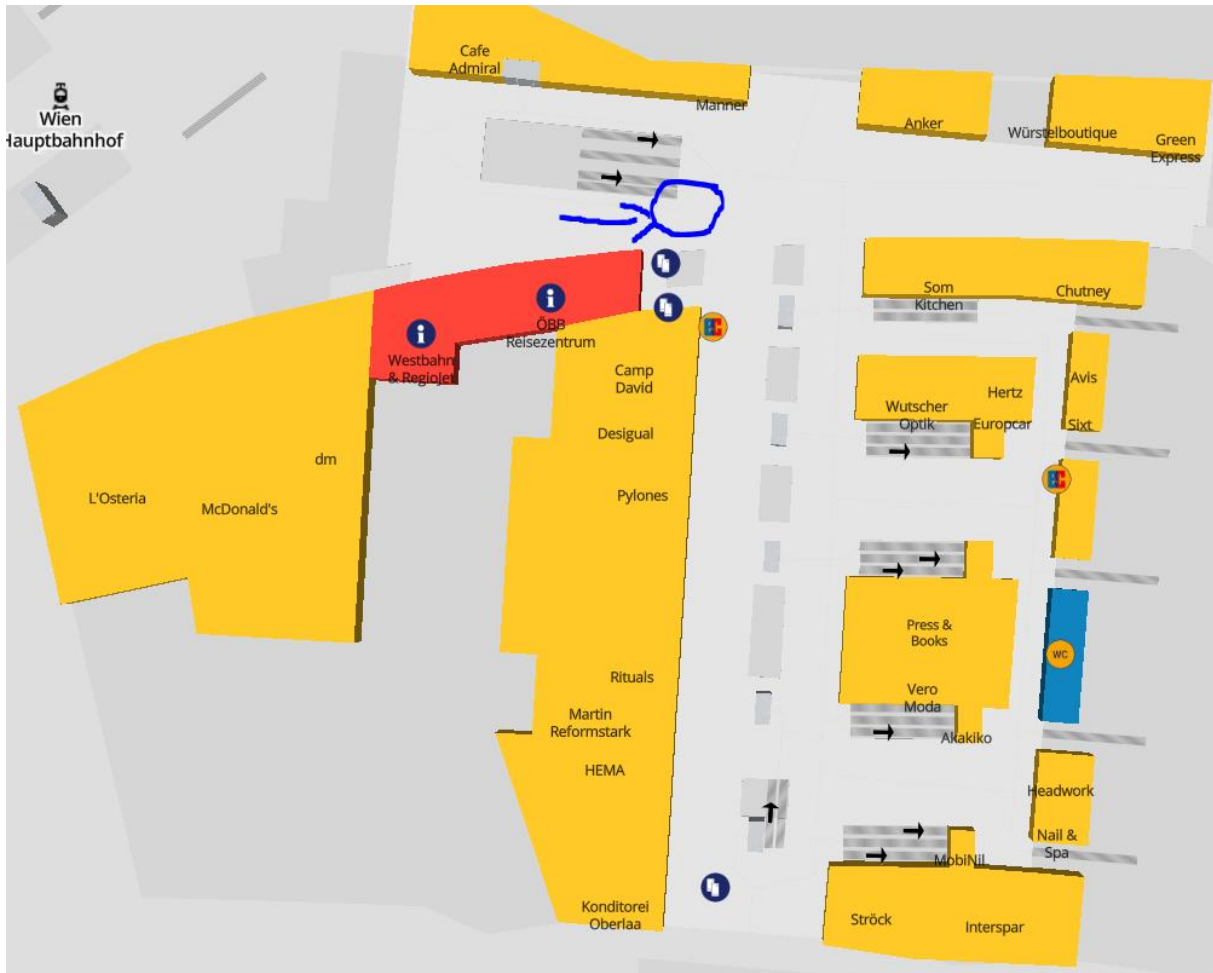 Cafe
Admiral
Manner
Wien
Hauptbahnhof
Anker
Würstelboutique
Green
Express
Som
Kitchen
Chutney
i
ÖBB
Reisezentrum
i
Westbahn
& Regiojet
ec
Camp
David
Avis
Hertz
Wutscher
Optik
Europcar
Sixt
Desigual
dm
L'Osteria
McDonald's
Pylones
ec
Press &
Books
WC
Rituals
Vero
Moda
Martin
Reformstark
Akakiko
HEMA
Headwork
Nail &
Spa
MobiNil
Konditorei
Oberlaa
Ströck
Interspar